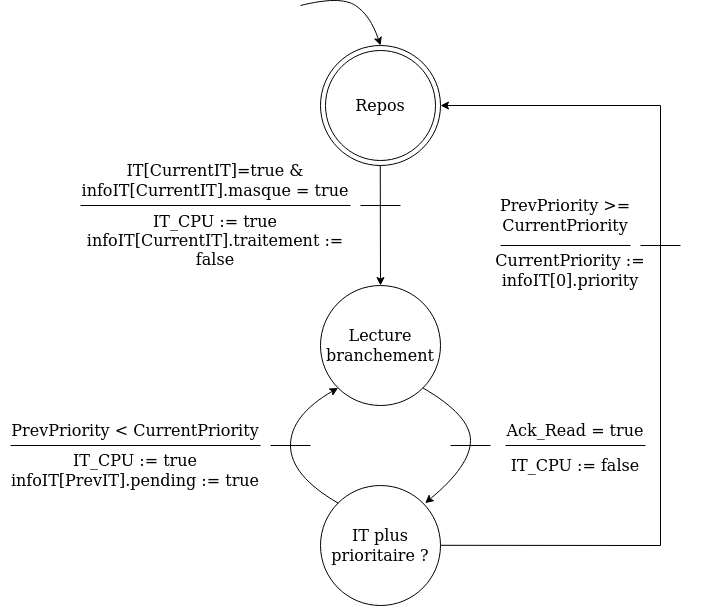 Repos
IT[CurrentIT]=true &
infoIT[CurrentIT].masque = true
IT_CPU := true
infoIT[CurrentIT].traitement :=
false
PrevPriority >=
CurrentPriority
CurrentPriority :=
infoIT[0].priority
Lecture
branchement
PrevPriority < CurrentPriority
IT_CPU := true
infoIT[PrevIT].pending := true
Ack_Read = true
IT_CPU := false
IT plus
prioritaire ?